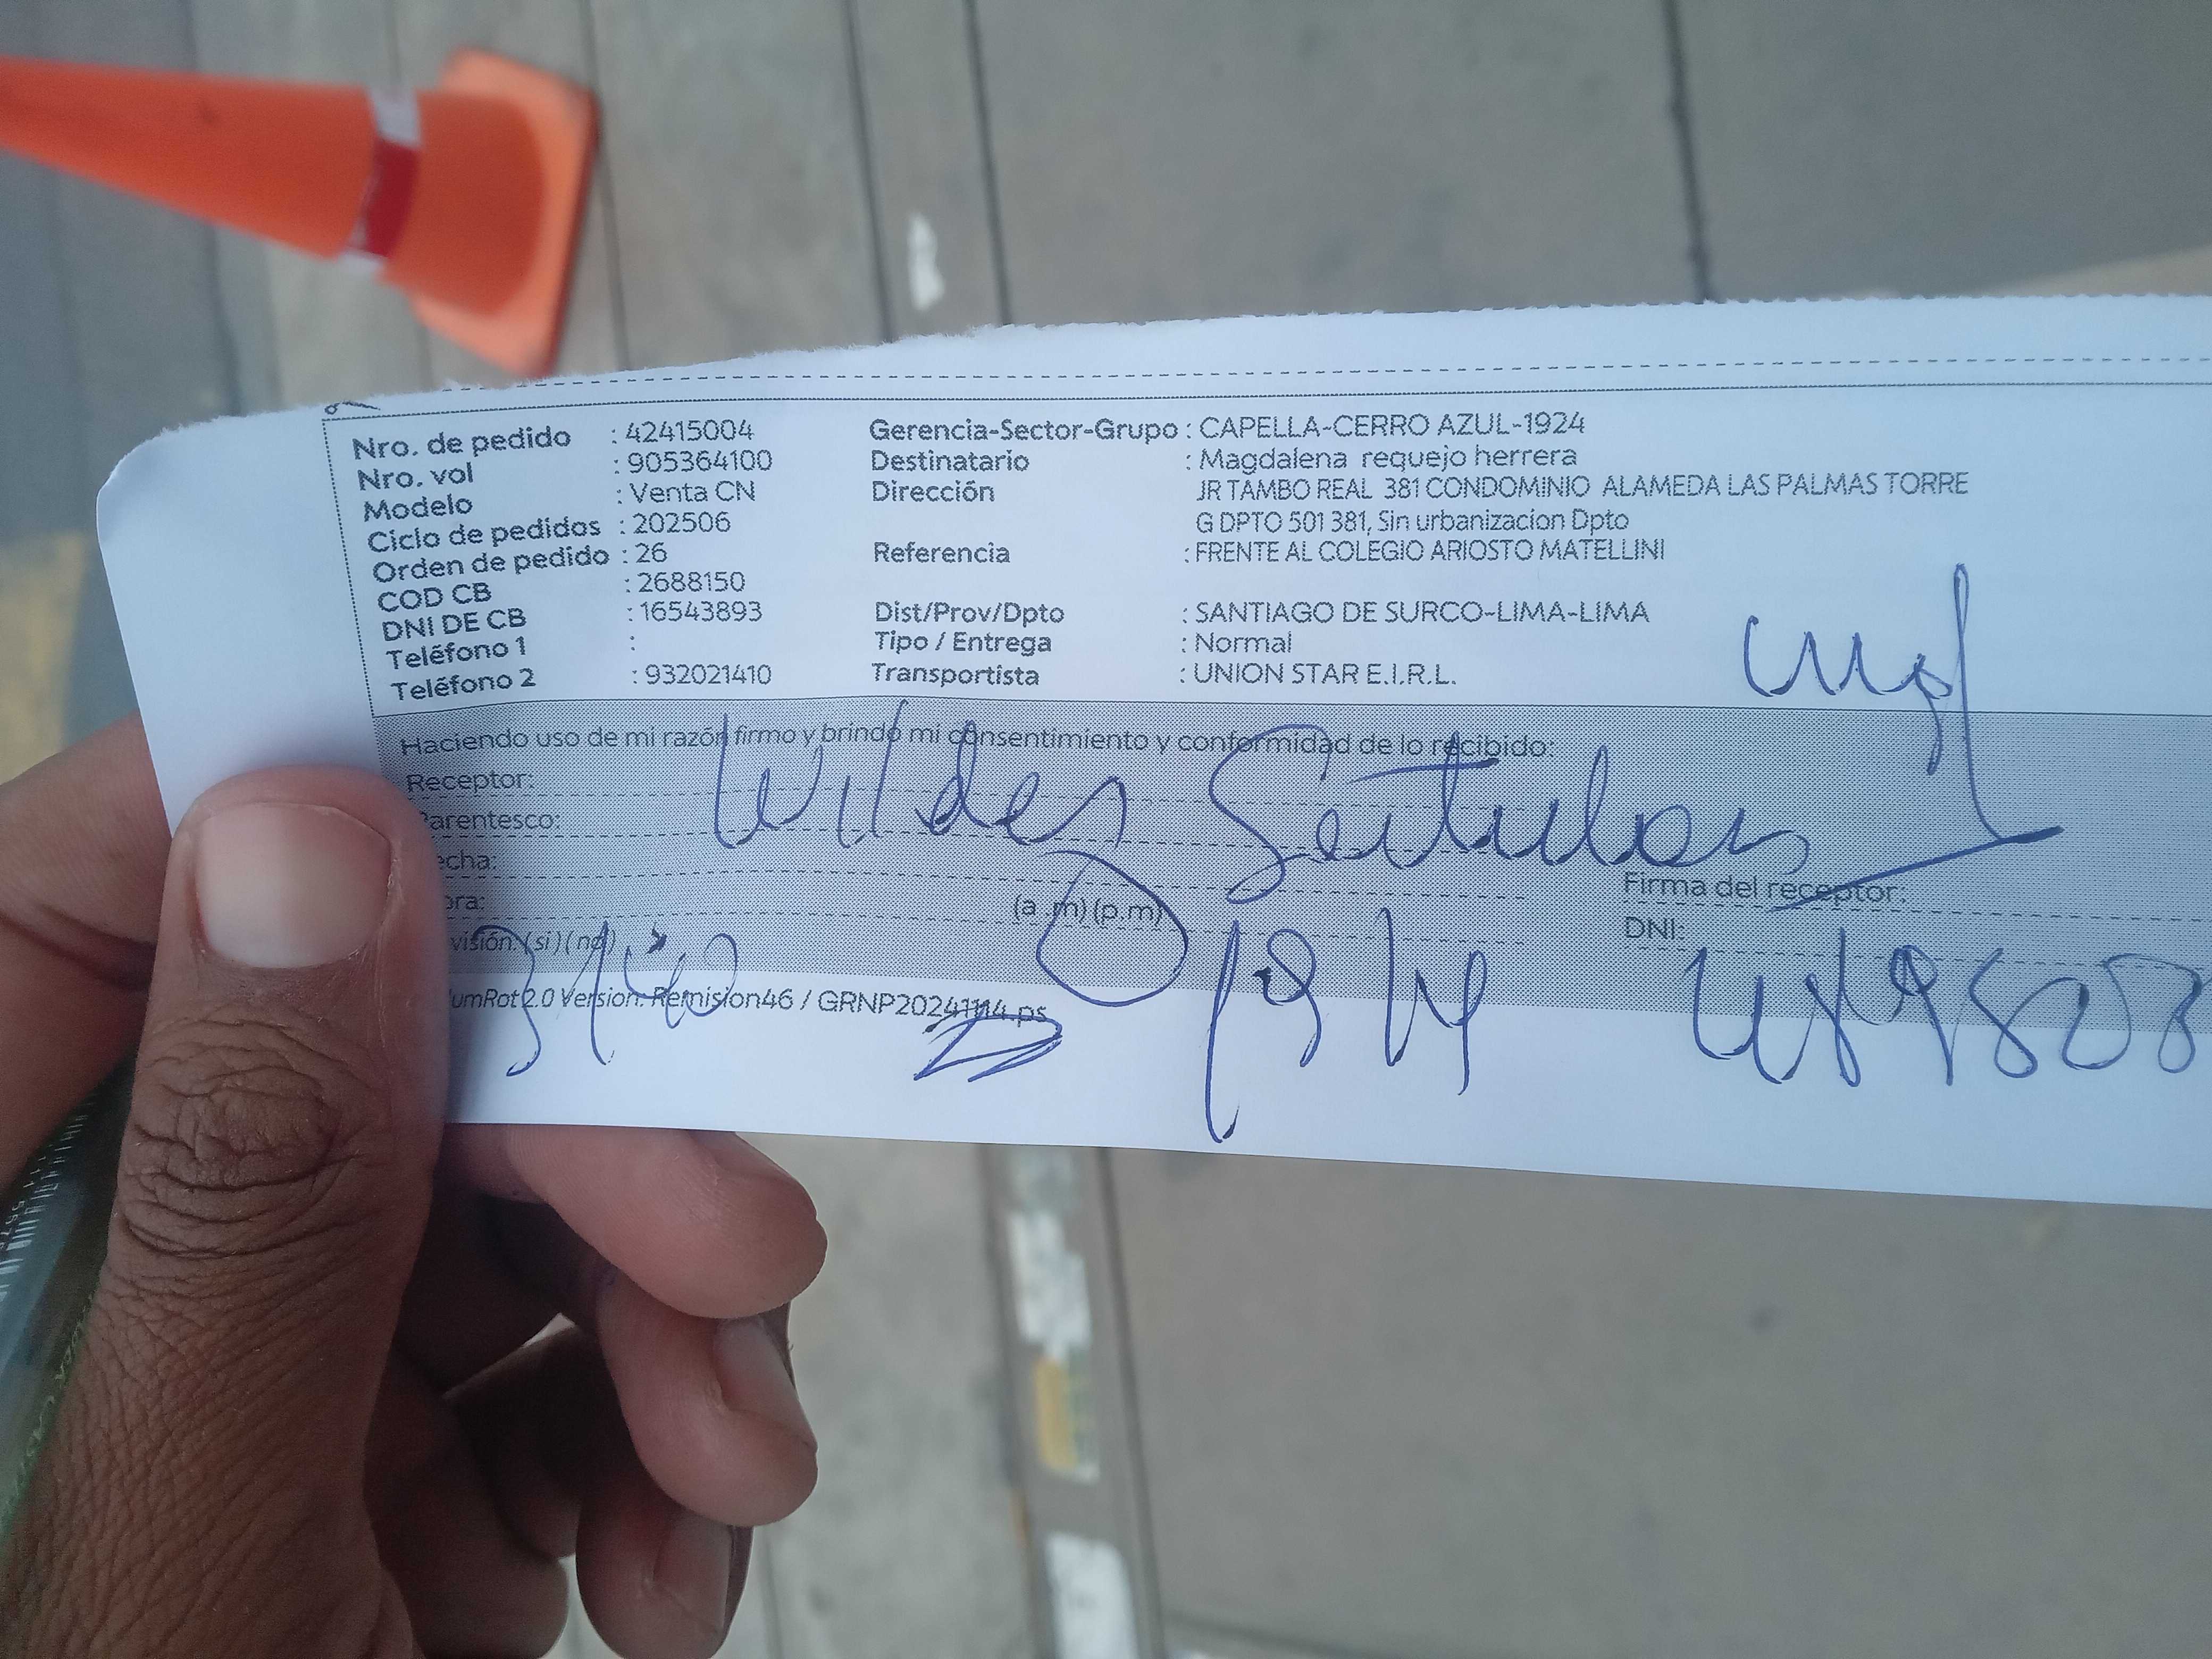 Nro. de pedido : 42415004 Gerencia-Sector-Grupo : CAPELLA-CERRO AZUL-1924
Nro. vol : 905364100 Destinatario : Magdalena requejo herrera
Modelo : Venta CN Dirección JR TAMBO REAL 381 CONDOMINIO ALAMEDA LAS PALMAS TORRE
Ciclo de pedidos : 202506 G DPTO 501 381, Sin urbanizacion Dpto
Orden de pedido : 26 Referencia : FRENTE AL COLEGIO ARIOSTO MATELLINI
COD CB : 2688150
DNI DE CB : 16543893 Dist/Prov/Dpto : SANTIAGO DE SURCO-LIMA-LIMA
Teléfono 1 : Tipo / Entrega : Normal
Teléfono 2 : 932021410 Transportista : UNION STAR E.I.R.L.
Haciendo uso de mi razón firmo y brindo mi consentimiento y conformidad de lo recibido:
Receptor: Wilder
arentesco:
echa:
ora: (a .m) (p.m) Firma del receptor:
visión: (si) (no) DNI:
umRot 2.0 Version: Remision46 / GRNP20241114.ps